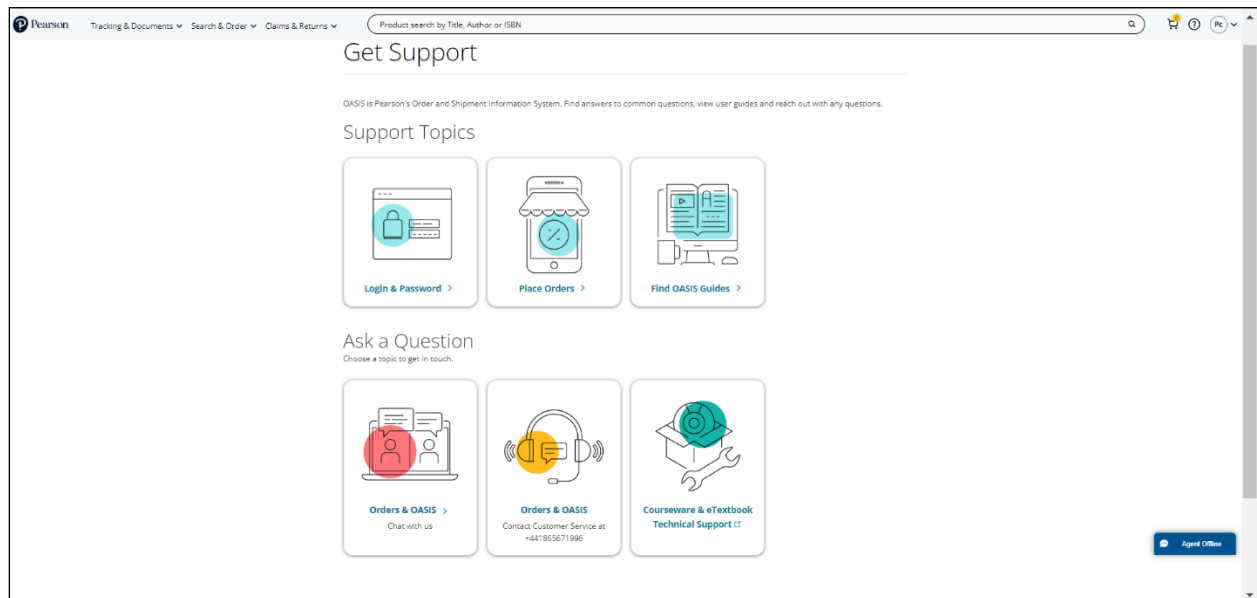 Pearson
Tracking & Documents
Search & Order
Claims & Returns
Product search by Title, Author or ISBN
Pc
Get Support
OASIS is Pearson's Order and Shipment Information System. Find answers to common questions, view user guides and reach out with any questions.
Support Topics
Login & Password
Place Orders
Find OASIS Guides
Ask a Question
Choose a topic to get in touch.
Orders & OASIS
Chat with us
Orders & OASIS
Contact Customer Service at
+441865671996
Courseware & eTextbook
Technical Support
Agent Offline